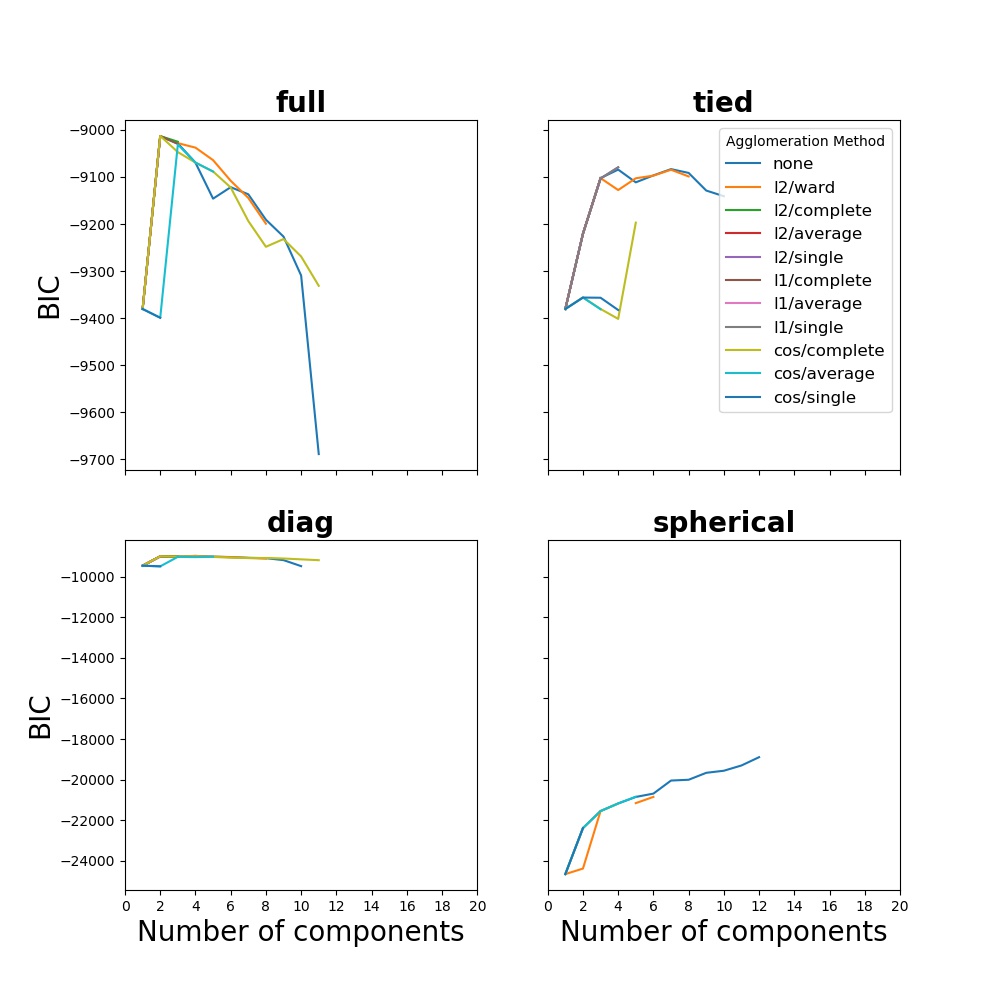 full
tied
−9000
−9100
−9200
−9300
−9400
−9500
−9600
−9700
BIC
Agglomeration Method
none
l2/ward
l2/complete
l2/average
l2/single
l1/complete
l1/average
l1/single
cos/complete
cos/average
cos/single
diag
spherical
−10000
−12000
−14000
−16000
−18000
−20000
−22000
−24000
BIC
0 2 4 6 8 10 12 14 16 18 20
0 2 4 6 8 10 12 14 16 18 20
Number of components
Number of components